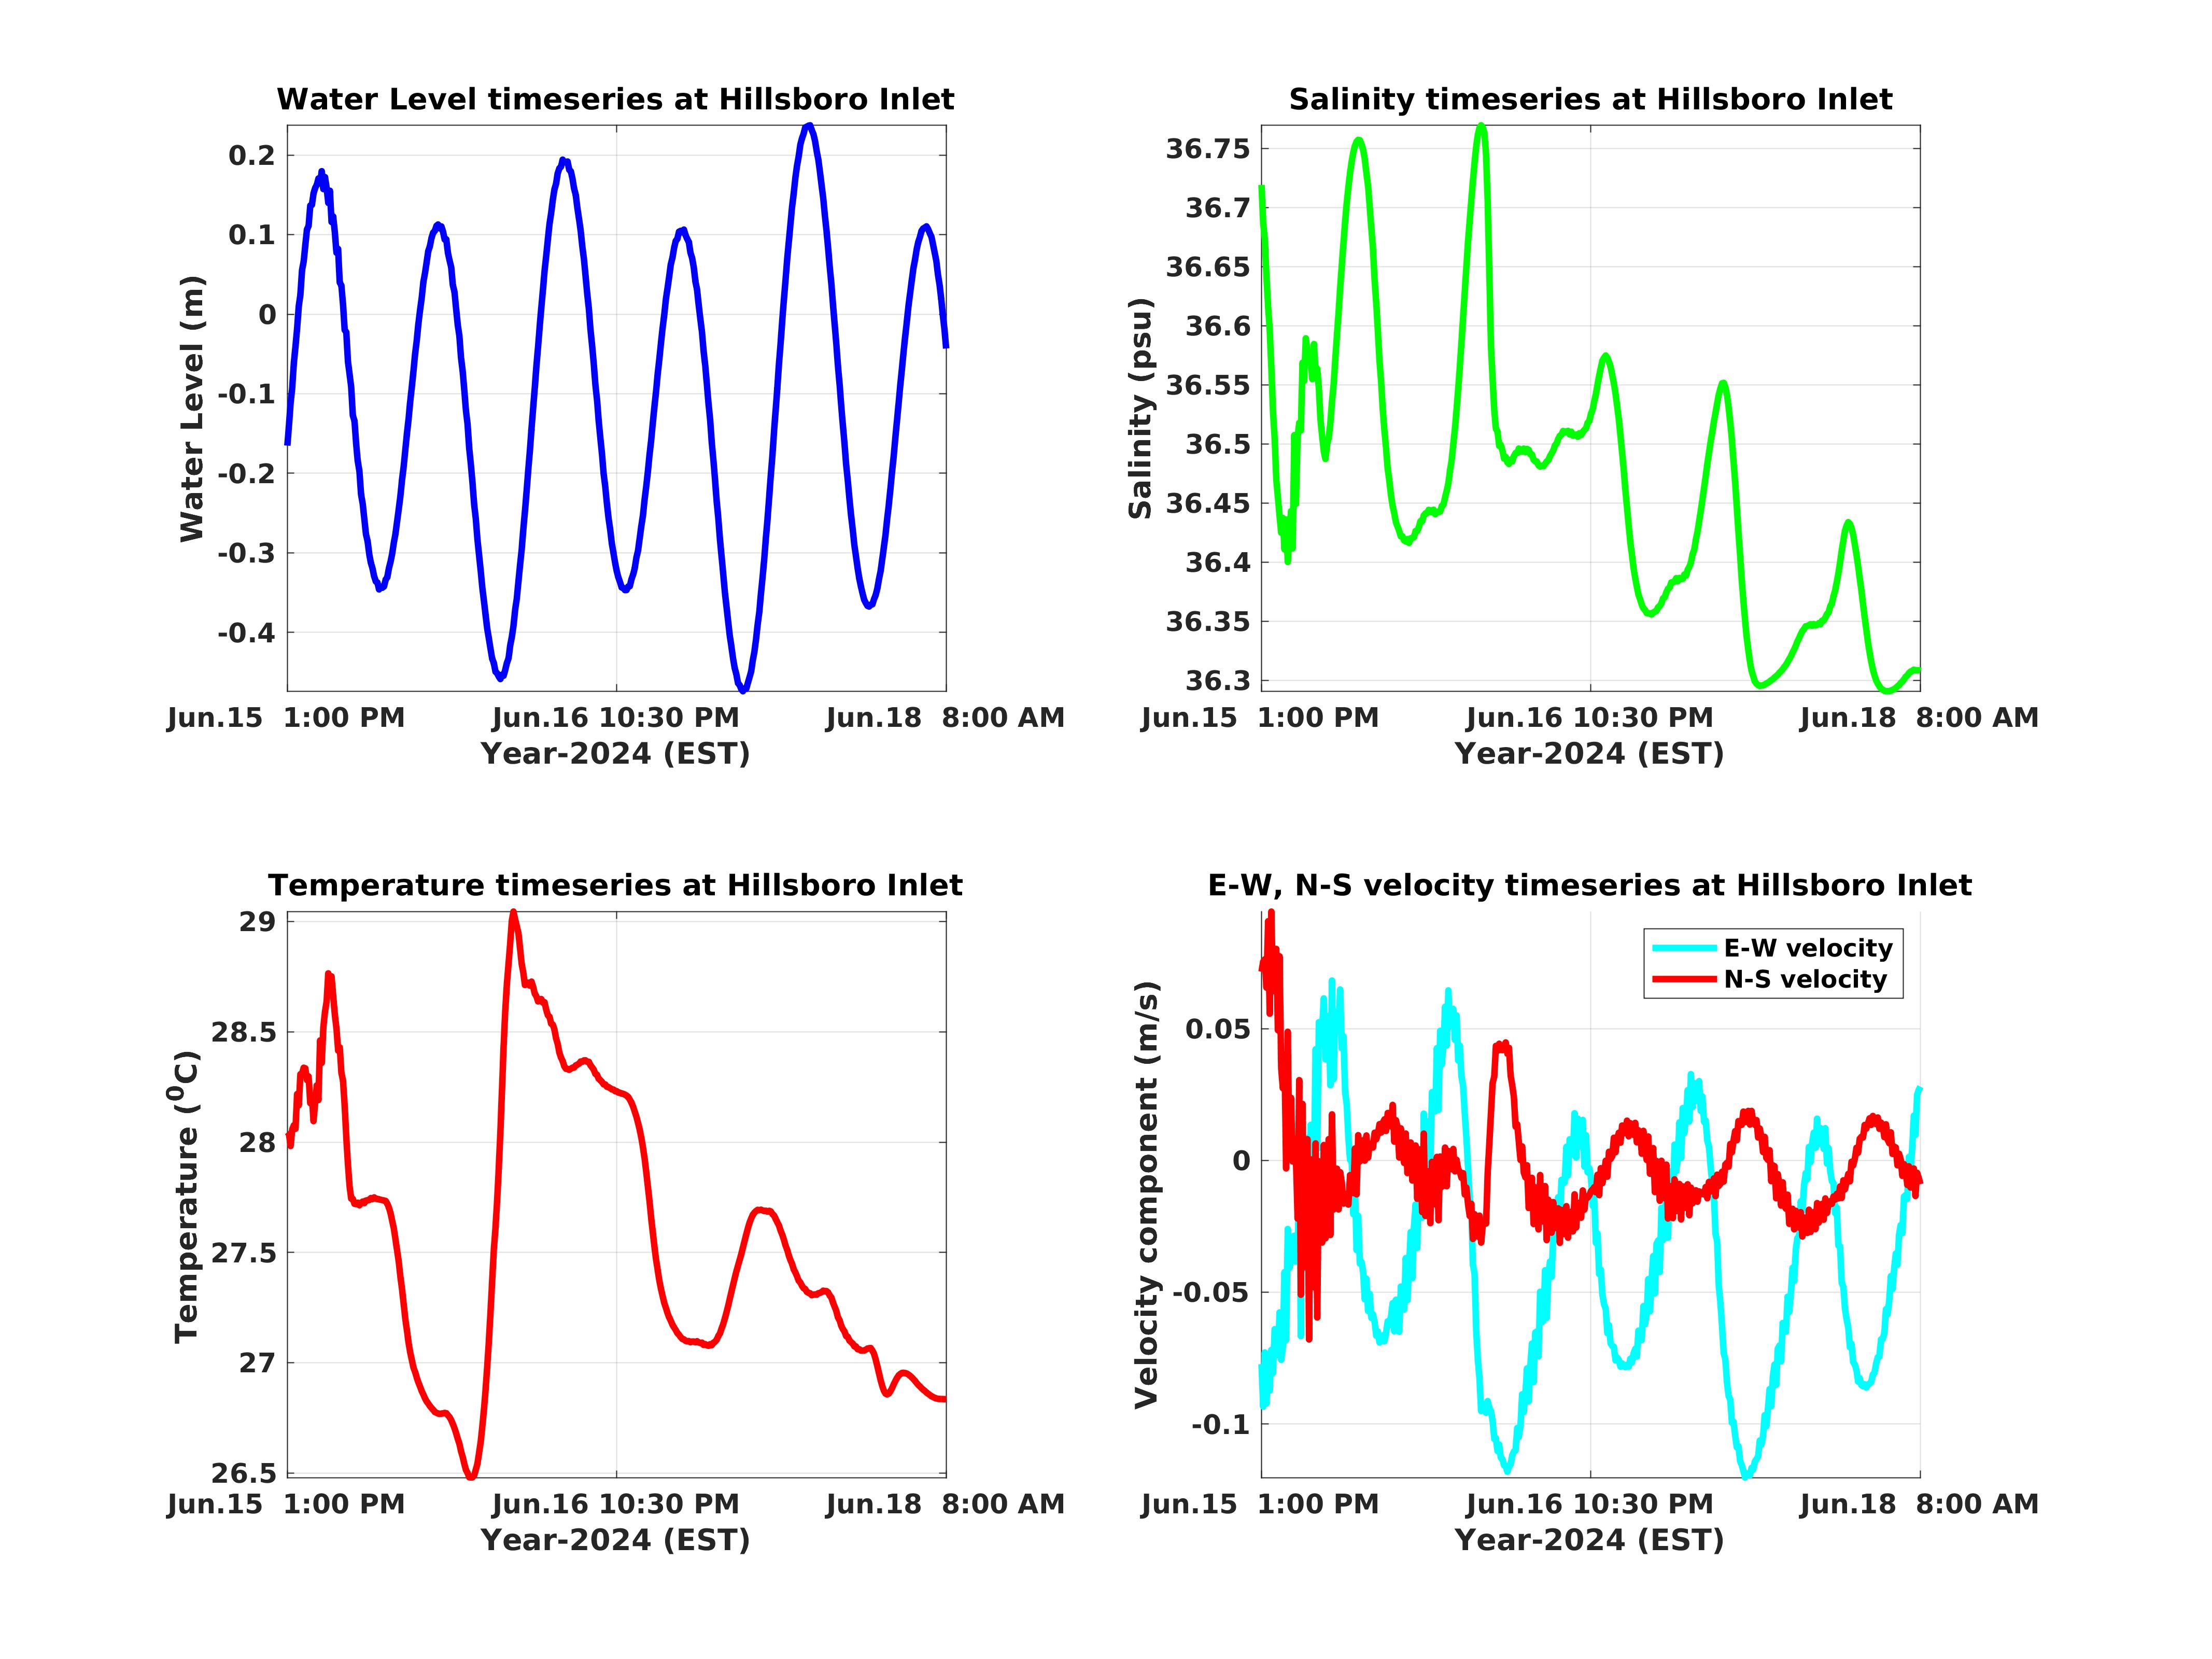 Water Level timeseries at Hillsboro Inlet
Water Level (m)
0.2
0.1
0
-0.1
-0.2
-0.3
-0.4
Jun.15  1:00 PM
Jun.16 10:30 PM
Jun.18  8:00 AM
Year-2024 (EST)
Salinity timeseries at Hillsboro Inlet
Salinity (psu)
36.75
36.7
36.65
36.6
36.55
36.5
36.45
36.4
36.35
36.3
Jun.15  1:00 PM
Jun.16 10:30 PM
Jun.18  8:00 AM
Year-2024 (EST)
Temperature timeseries at Hillsboro Inlet
Temperature (⁰C)
29
28.5
28
27.5
27
26.5
Jun.15  1:00 PM
Jun.16 10:30 PM
Jun.18  8:00 AM
Year-2024 (EST)
E-W, N-S velocity timeseries at Hillsboro Inlet
E-W velocity
N-S velocity
Velocity component (m/s)
0.05
0
-0.05
-0.1
Jun.15  1:00 PM
Jun.16 10:30 PM
Jun.18  8:00 AM
Year-2024 (EST)